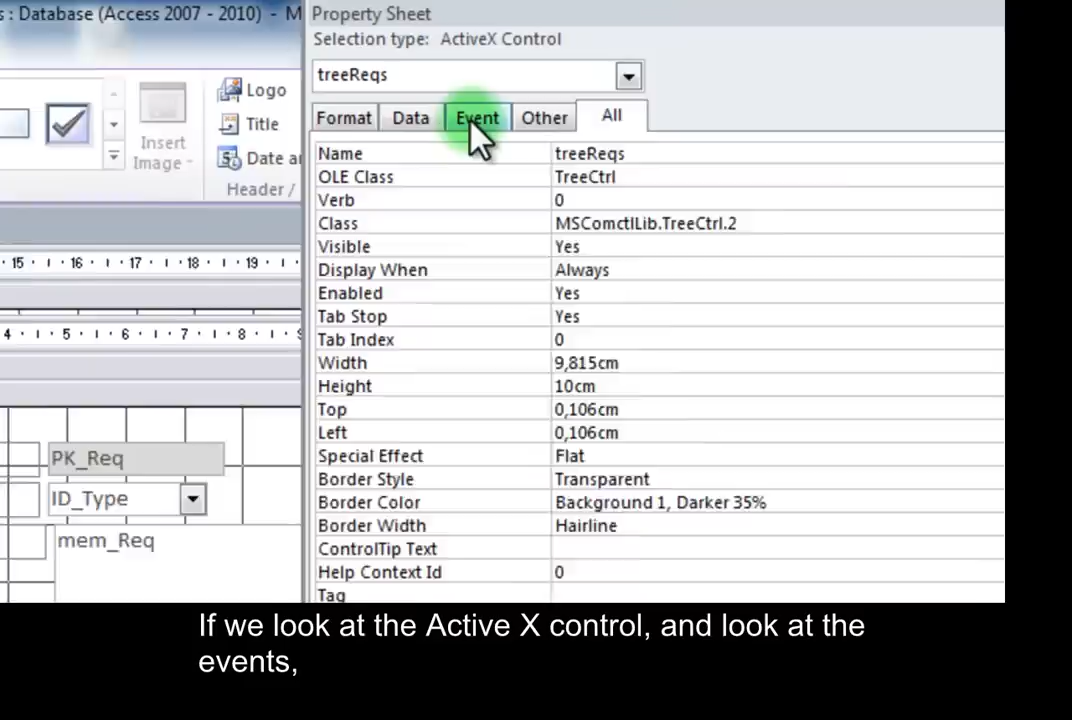 s : Database (Access 2007 - 2010) - M
Property Sheet
Selection type: ActiveX Control
treeReqs
Format Data Event Other All
Logo
Title
Date a
Insert
Image
Header /
Name treeReqs
OLE Class TreeCtrl
Verb 0
Class MSComctlLib.TreeCtrl.2
Visible Yes
Display When Always
Enabled Yes
Tab Stop Yes
Tab Index 0
Width 9,815cm
Height 10cm
Top 0,106cm
Left 0,106cm
Special Effect Flat
Border Style Transparent
Border Color Background 1, Darker 35%
Border Width Hairline
ControlTip Text
Help Context Id 0
Tag
15 16 17 18 19
4 5 6 7 8 9
PK_Req
ID_Type
mem_Req
If we look at the Active X control, and look at the
events,